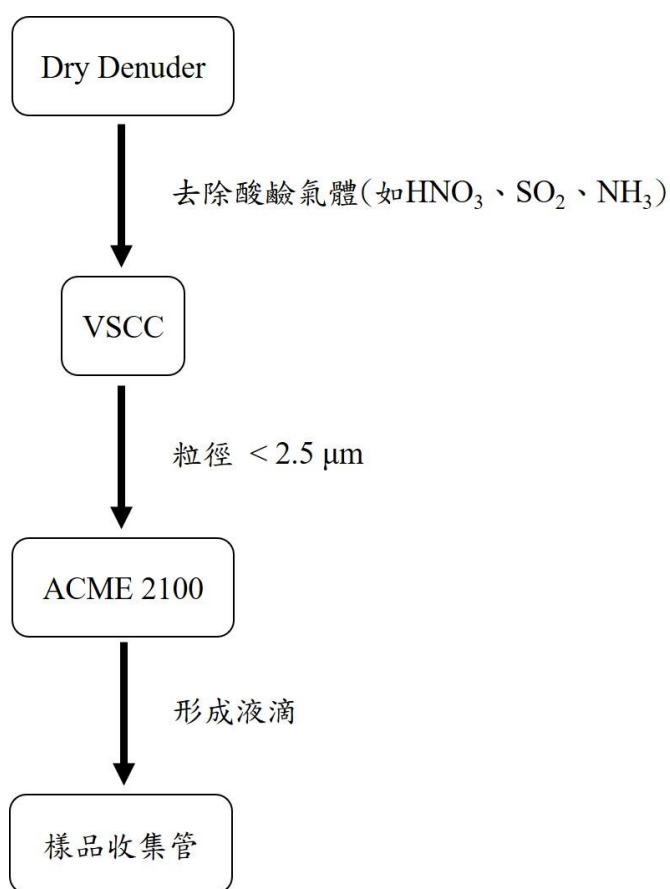 Dry Denuder
去除酸鹼氣體(如HNO₃、SO₂、NH₃)
VSCC
粒徑 < 2.5 μm
ACME 2100
形成液滴
樣品收集管